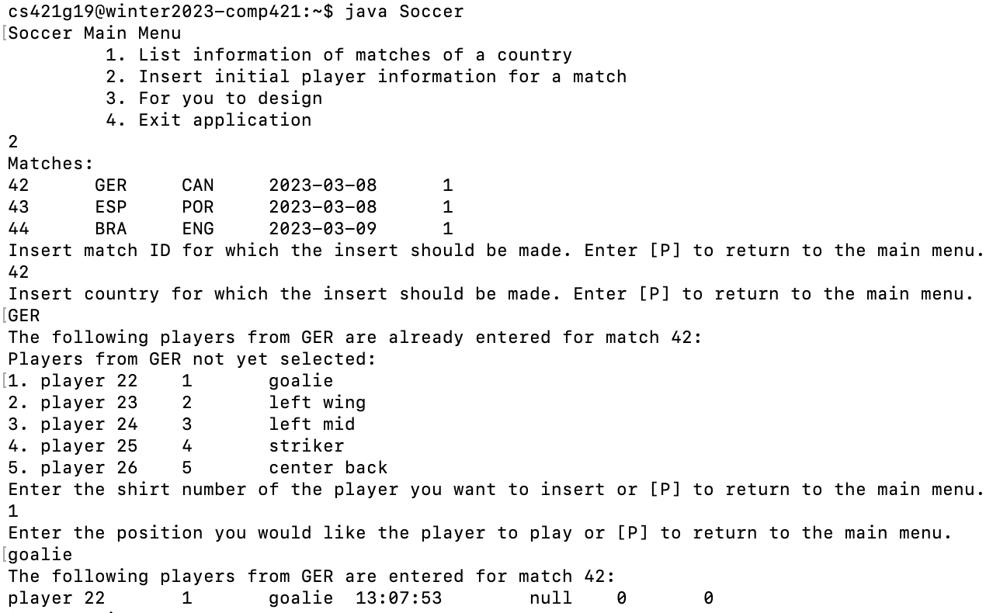 cs421g19@winter2023-comp421:~$ java Soccer
[Soccer Main Menu
1. List information of matches of a country
2. Insert initial player information for a match
3. For you to design
4. Exit application
2
Matches:
42 GER CAN 2023-03-08 1
43 ESP POR 2023-03-08 1
44 BRA ENG 2023-03-09 1
Insert match ID for which the insert should be made. Enter [P] to return to the main menu.
42
Insert country for which the insert should be made. Enter [P] to return to the main menu.
[GER
The following players from GER are already entered for match 42:
Players from GER not yet selected:
[1. player 22 1 goalie
2. player 23 2 left wing
3. player 24 3 left mid
4. player 25 4 striker
5. player 26 5 center back
Enter the shirt number of the player you want to insert or [P] to return to the main menu.
1
Enter the position you would like the player to play or [P] to return to the main menu.
[goalie
The following players from GER are entered for match 42:
player 22 1 goalie 13:07:53 null 0 0